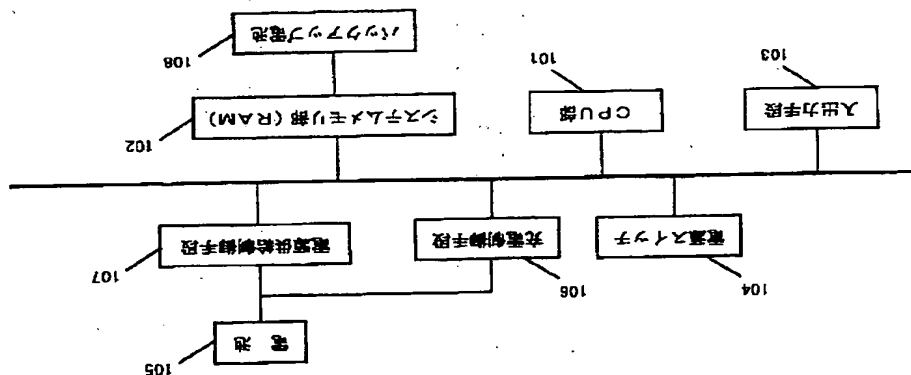 バックアップ電池
103
101
108
入出力手段
CPU部
システムメモリ部(RAM)
102
電源スイッチ
充電制御手段
電源供給制御手段
104
106
107
電 池
105